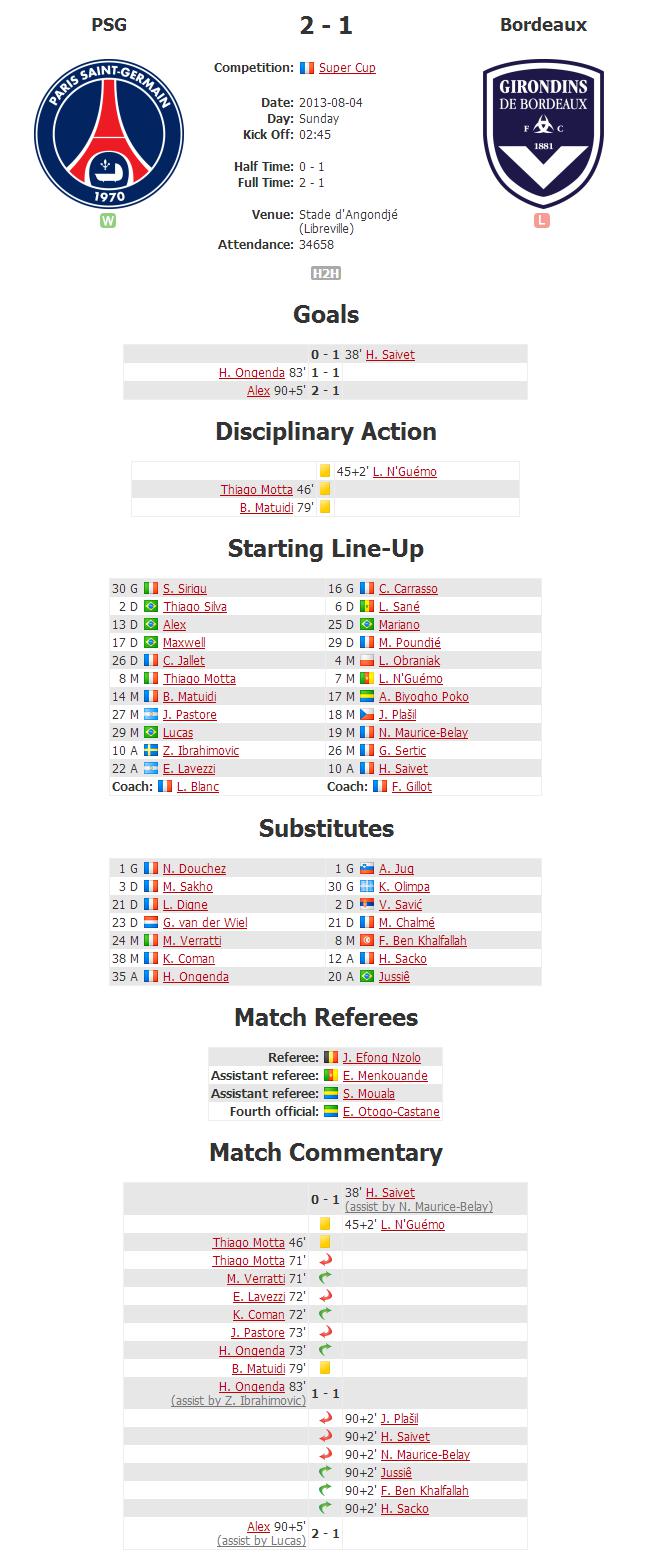 PSG 2 - 1 Bordeaux
PARIS SAINT-GERMAIN
1970
GIRONDINS
DE BORDEAUX
F C
1881
W
L
Competition: Super Cup
Date: 2013-08-04
Day: Sunday
Kick Off: 02:45
Half Time: 0 - 1
Full Time: 2 - 1
Venue: Stade d'Angondjé
(Libreville)
Attendance: 34658
H2H
Goals
0 - 1 38' H. Saivet
H. Ongenda 83' 1 - 1
Alex 90+5' 2 - 1
Disciplinary Action
45+2' L. N'Guémo
Thiago Motta 46'
B. Matuidi 79'
Starting Line-Up
30 G S. Sirigu 16 G C. Carrasso
2 D Thiago Silva 6 D L. Sané
13 D Alex 25 D Mariano
17 D Maxwell 29 D M. Poundjé
26 D C. Jallet 4 M L. Obraniak
8 M Thiago Motta 7 M L. N'Guémo
14 M B. Matuidi 17 M A. Biyogho Poko
27 M J. Pastore 18 M J. Plašil
29 M Lucas 19 M N. Maurice-Belay
10 A Z. Ibrahimovic 26 M G. Sertic
22 A E. Lavezzi 10 A H. Saivet
Coach: L. Blanc Coach: F. Gillot
Substitutes
1 G N. Douchez 1 G A. Jug
3 D M. Sakho 30 G K. Olimpa
21 D L. Digne 2 D V. Savić
23 D G. van der Wiel 21 D M. Chalmé
24 M M. Verratti 8 M F. Ben Khalfallah
38 M K. Coman 12 A H. Sacko
35 A H. Ongenda 20 A Jussiê
Match Referees
Referee: J. Efong Nzolo
Assistant referee: E. Menkouande
Assistant referee: S. Mouala
Fourth official: E. Otogo-Castane
Match Commentary
0 - 1 38' H. Saivet
(assist by N. Maurice-Belay)
45+2' L. N'Guémo
Thiago Motta 46'
Thiago Motta 71'
M. Verratti 71'
E. Lavezzi 72'
K. Coman 72'
J. Pastore 73'
H. Ongenda 73'
B. Matuidi 79'
H. Ongenda 83' 1 - 1
(assist by Z. Ibrahimovic)
90+2' J. Plašil
90+2' H. Saivet
90+2' N. Maurice-Belay
90+2' Jussiê
90+2' F. Ben Khalfallah
90+2' H. Sacko
Alex 90+5' 2 - 1
(assist by Lucas)